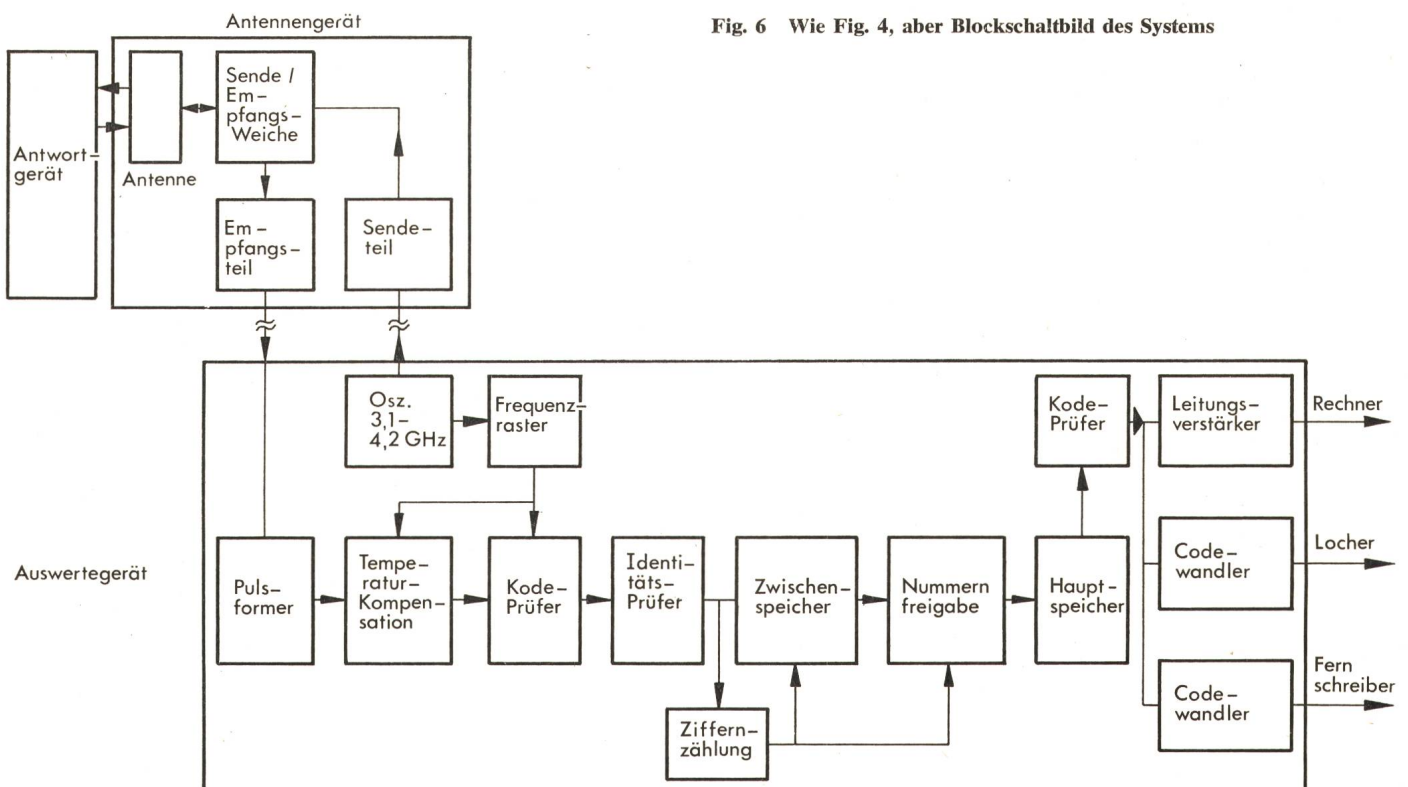 Antennengerät
Fig. 6 Wie Fig. 4, aber Blockschaltbild des Systems
Sende /
Em–
pfangs–
Weiche
Antwort–
gerät
Antenne
Em–
pfangs–
teil
Sende–
teil
Osz.
3,1–
4,2 GHz
Frequenz–
raster
Kode–
Prüfer
Leitungs–
verstärker
Rechner
Auswertegerät
Puls–
former
Tempe–
ratur–
Kompen–
sation
Kode–
Prüfer
Identi–
täts–
Prüfer
Zwischen–
speicher
Nummern
freigabe
Haupt–
speicher
Code–
wandler
Locher
Ziffern–
zählung
Code–
wandler
Fern
schreiber